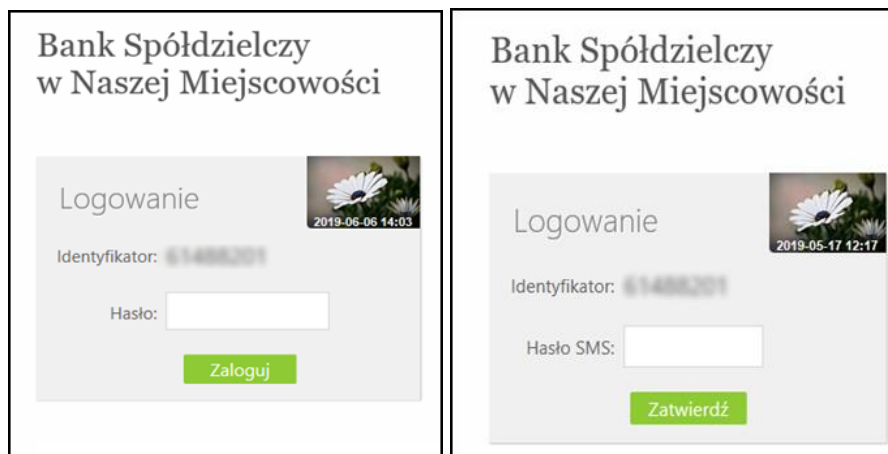 Bank Spółdzielczy
w Naszej Miejscowości
Logowanie
2019-06-06 14:03
Identyfikator:
Hasło:
Zaloguj
Bank Spółdzielczy
w Naszej Miejscowości
Logowanie
2019-05-17 12:17
Identyfikator:
Hasło SMS:
Zatwierdź